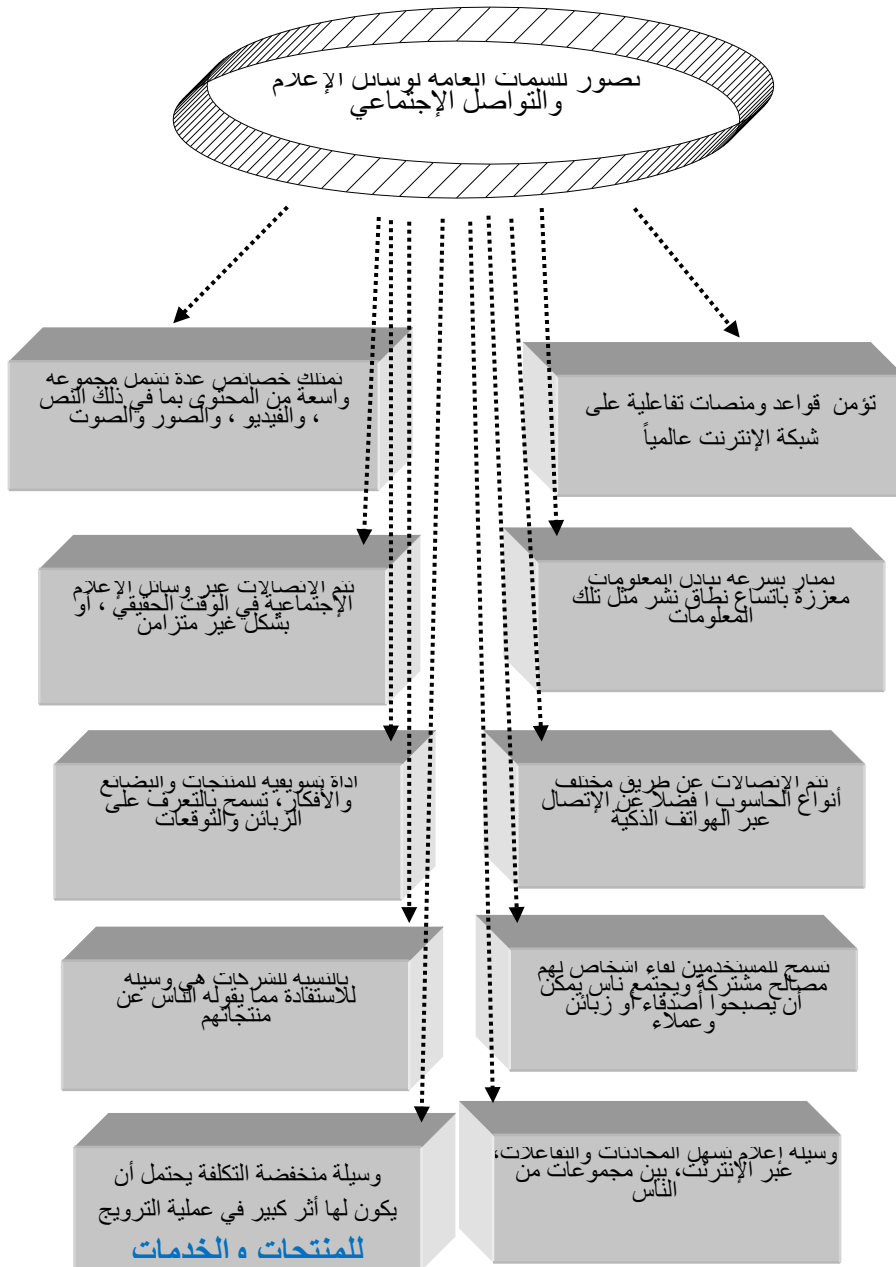 تصور للسمات العامة لوسائل الإعلام
والتواصل الإجتماعي
تؤمن قواعد ومنصات تفاعلية على
شبكة الإنترنت عالمياً
تمتلك خصائص عدة تشمل مجموعة
واسعة من المحتوى بما في ذلك النص
، والفيديو ، والصور والصوت
تمتاز بسرعة تبادل المعلومات
معززة باتساع نطاق نشر مثل تلك
المعلومات
تتم الاتصالات عبر وسائل الإعلام
الإجتماعية في الوقت الحقيقي ، أو
بشكل غير متزامن
تتم الإتصالات عن طريق مختلف
أنواع الحاسوب ا فضلا عن الإتصال
عبر الهواتف الذكية
اداة تسويقية للمنتجات والبضائع
والأفكار، تسمح بالتعرف على
الزبائن والتوقعات
تسمح للمستخدمين لقاء اشخاص لهم
مصالح مشتركة ويجتمع ناس يمكن
أن يصبحوا أصدقاء أو زبائن
وعملاء
بالنسبة للشركات هي وسيلة
للاستفادة مما يقوله الناس عن
منتجاتهم
وسيلة إعلام تسهل المحادثات والتفاعلات،
عبر الإنترنت، بين مجموعات من
الناس
وسيلة منخفضة التكلفة يحتمل أن
يكون لها أثر كبير في عملية الترويج
للمنتجات والخدمات